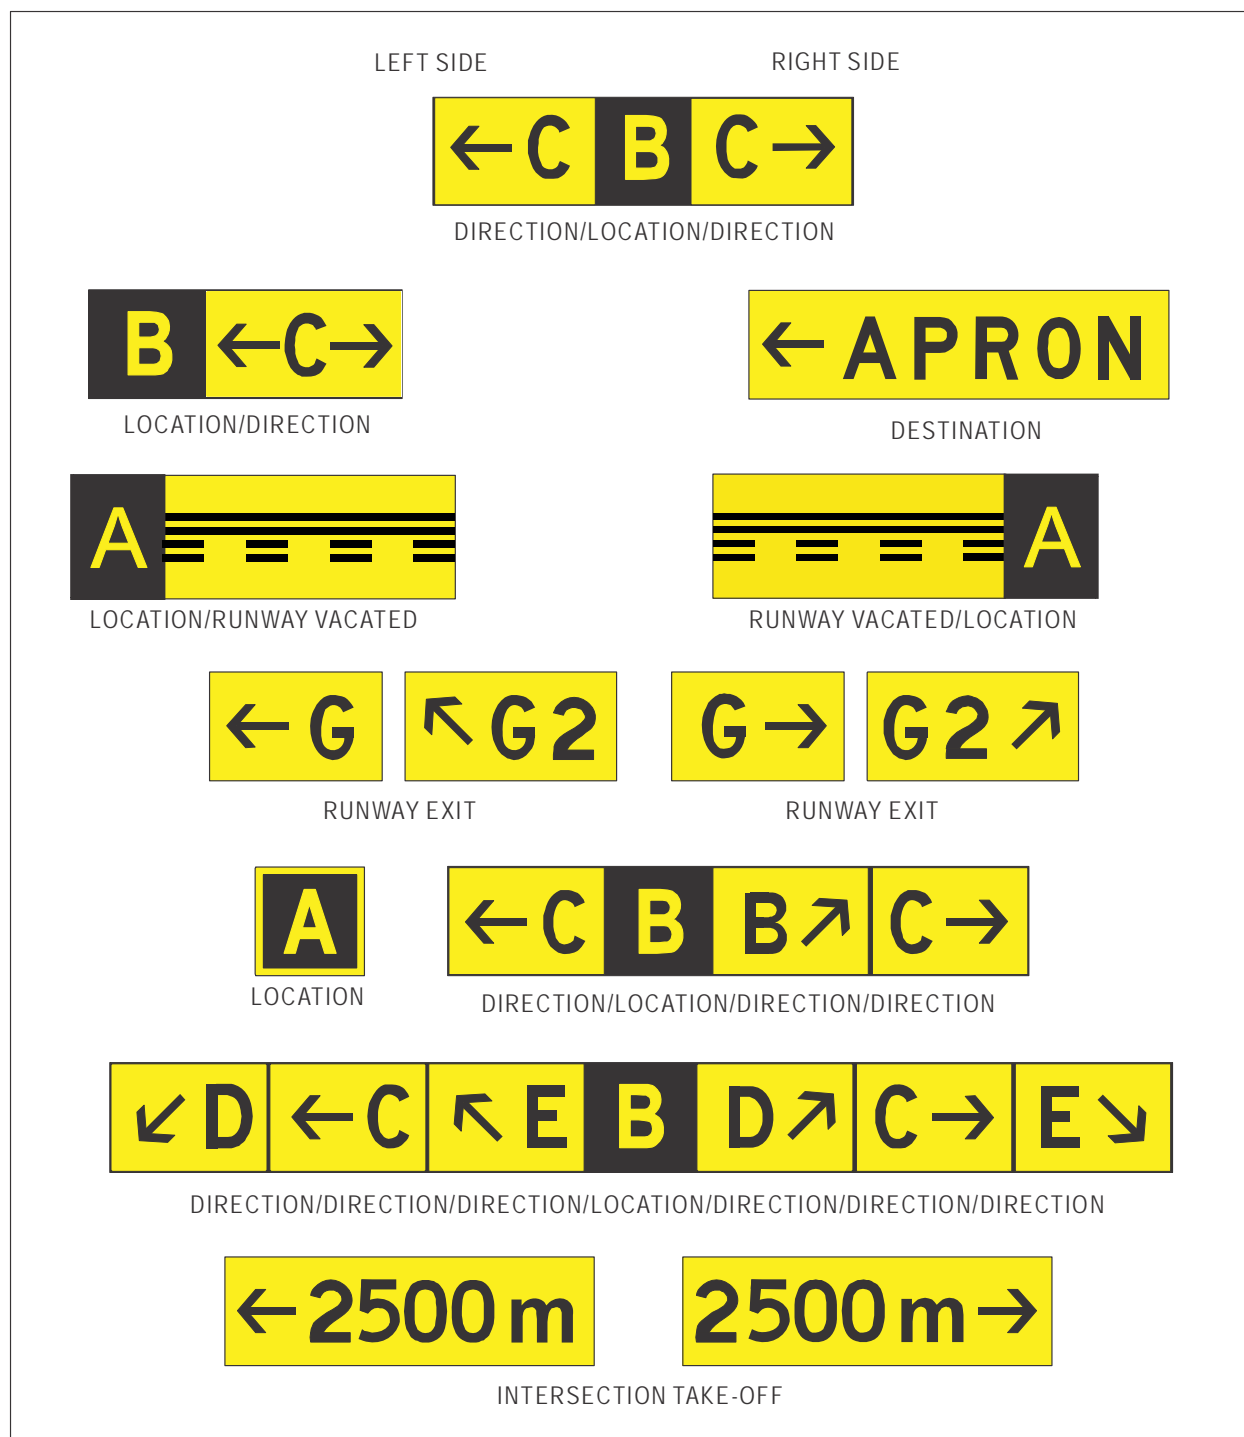 LEFT SIDE RIGHT SIDE
←C B C→
DIRECTION/LOCATION/DIRECTION
B ←C→
← APRON
LOCATION/DIRECTION
DESTINATION
A
A
LOCATION/RUNWAY VACATED
RUNWAY VACATED/LOCATION
←G ↖G2 G→ G2↗
RUNWAY EXIT RUNWAY EXIT
A
←C B B↗ C→
LOCATION
DIRECTION/LOCATION/DIRECTION/DIRECTION
↙D ←C ↖E B D↗ C→ E↘
DIRECTION/DIRECTION/DIRECTION/LOCATION/DIRECTION/DIRECTION/DIRECTION
←2500m 2500m→
INTERSECTION TAKE-OFF